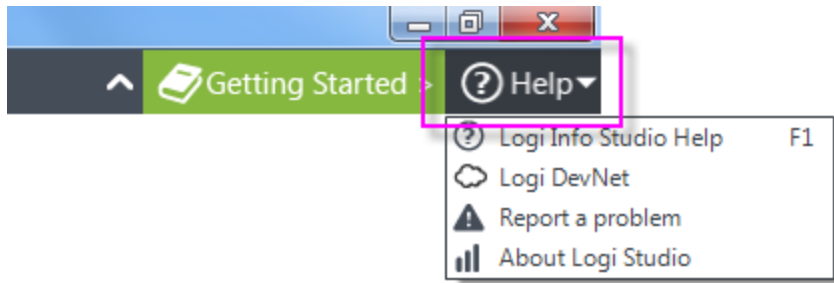 Getting Started > Help
Logi Info Studio Help F1
Logi DevNet
Report a problem
About Logi Studio